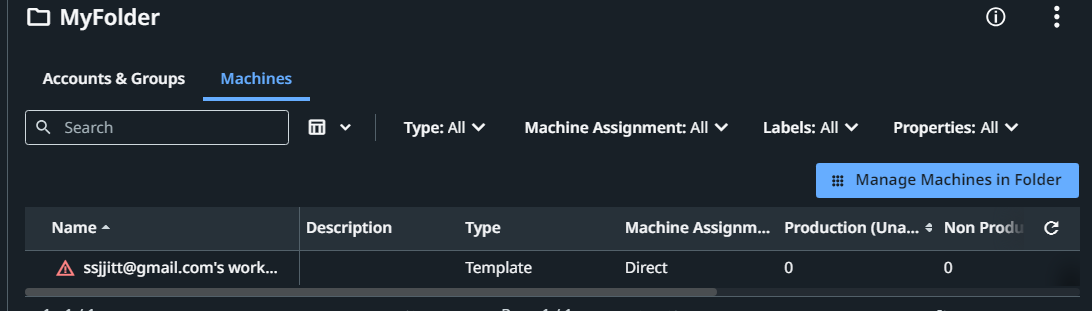 MyFolder
Accounts & Groups Machines
Search Type: All Machine Assignment: All Labels: All Properties: All
Manage Machines in Folder
Name Description Type Machine Assignm... Production (Una... Non Produ
ssjjitt@gmail.com's work... Template Direct 0 0